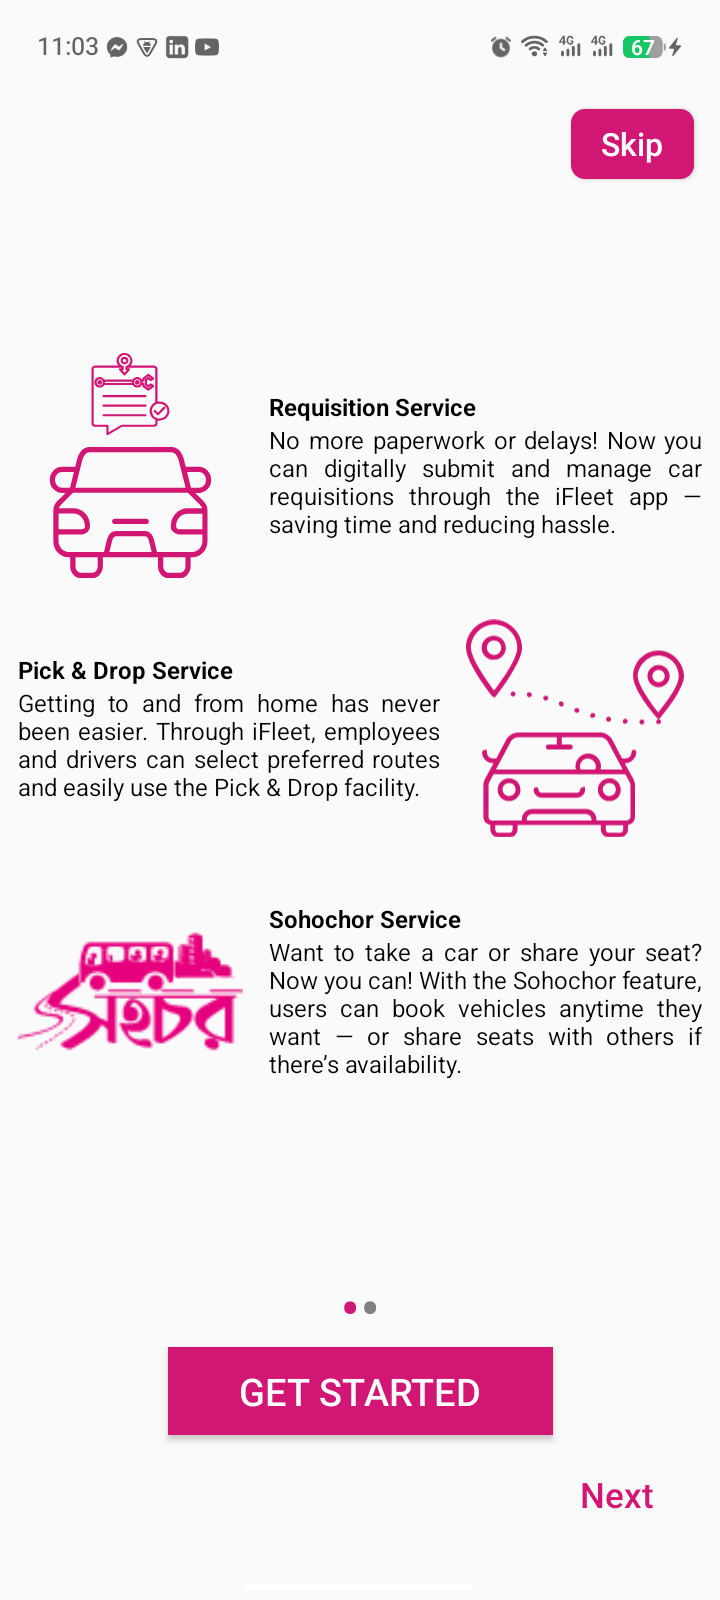 11:03
4G 4G 67
Skip
Requisition Service
No more paperwork or delays! Now you
can digitally submit and manage car
requisitions through the iFleet app —
saving time and reducing hassle.
Pick & Drop Service
Getting to and from home has never
been easier. Through iFleet, employees
and drivers can select preferred routes
and easily use the Pick & Drop facility.
Sohochor Service
Want to take a car or share your seat?
Now you can! With the Sohochor feature,
users can book vehicles anytime they
want — or share seats with others if
there’s availability.
সহচর
GET STARTED
Next